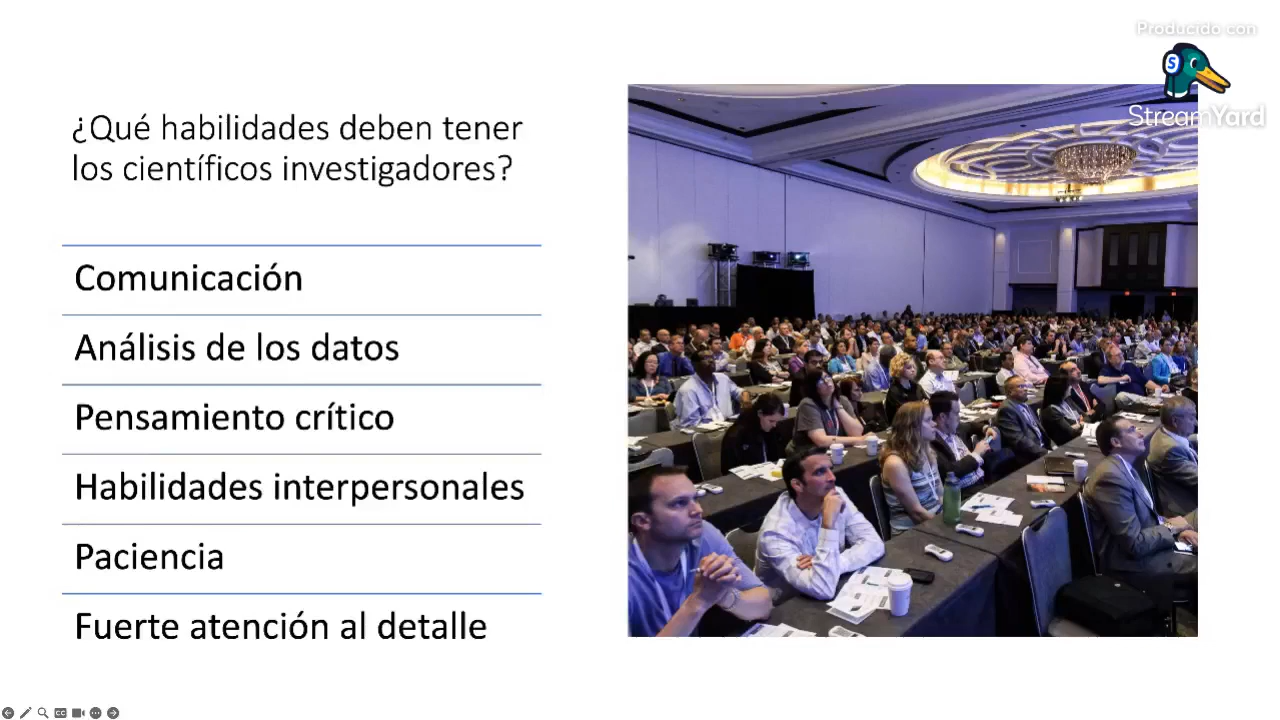 Producido con
S
StreamYard
¿Qué habilidades deben tener
los científicos investigadores?
Comunicación
Análisis de los datos
Pensamiento crítico
Habilidades interpersonales
Paciencia
Fuerte atención al detalle
CC